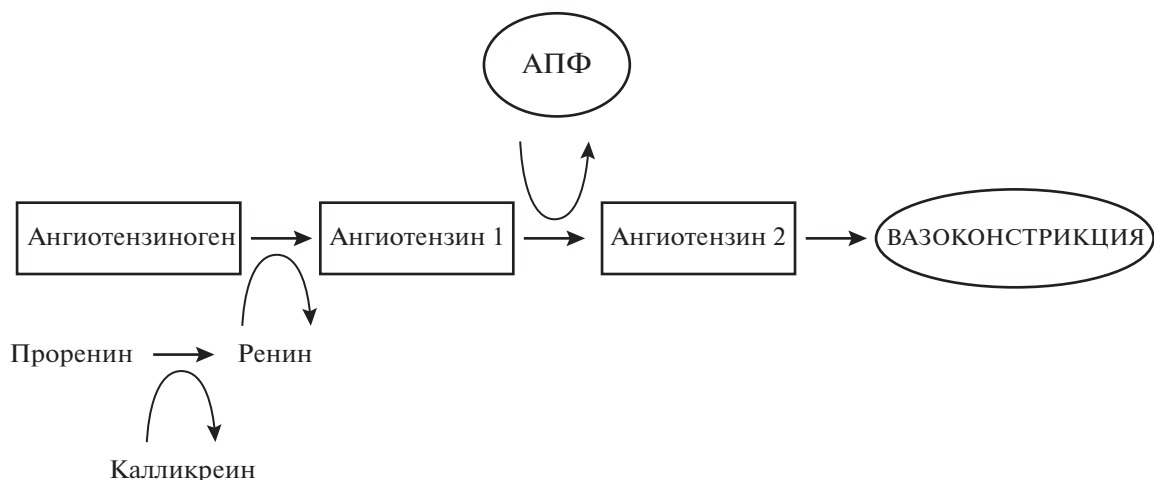 АПФ
Ангиотензиноген
Ангиотензин 1
Ангиотензин 2
ВАЗОКОНСТРИКЦИЯ
Проренин
Ренин
Калликреин